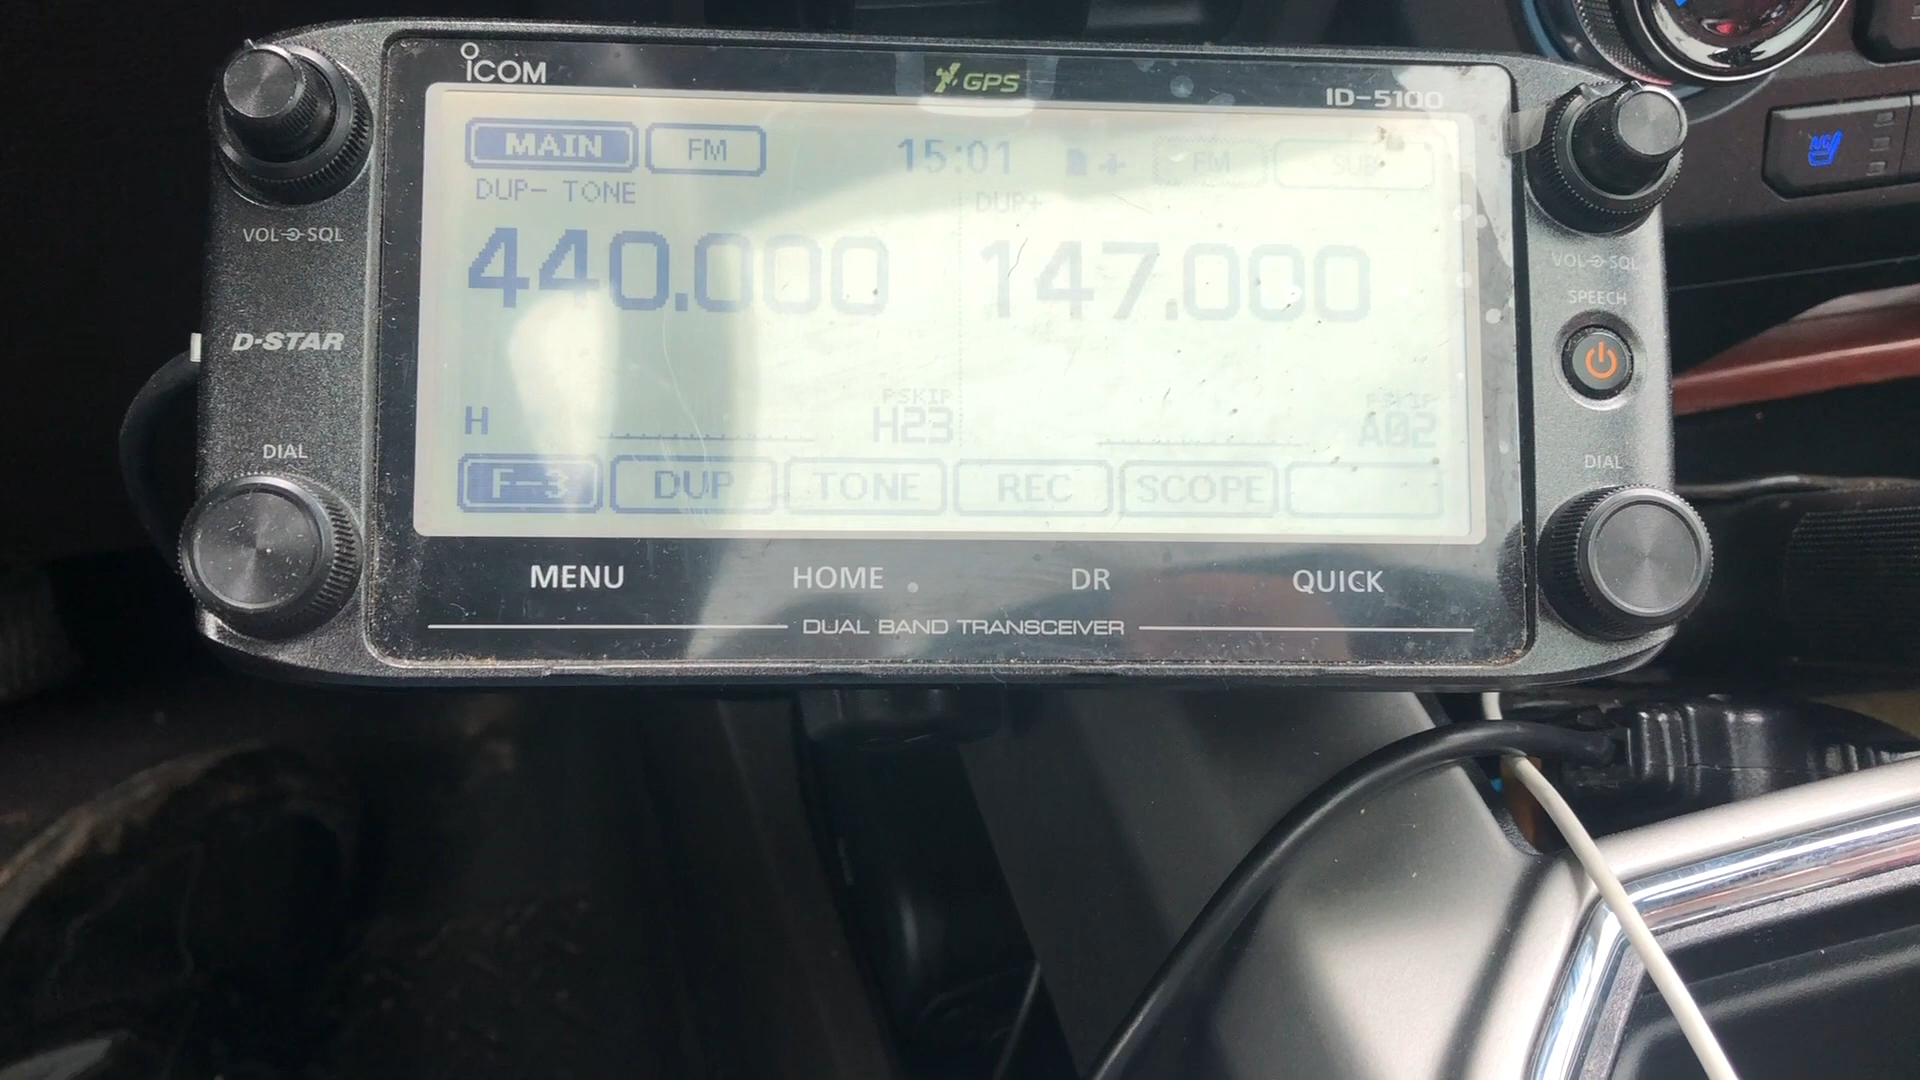 ICOM
GPS
ID-5100
MAIN FM 15:01 FM SUB
DUP- TONE DUP+
440.000 147.000
VOL SQL
VOL SQL
SPEECH
D-STAR
PSKIP PSKIP
H H23 A02
DIAL
DIAL
F-3 DUP TONE REC SCOPE
MENU HOME DR QUICK
DUAL BAND TRANSCEIVER